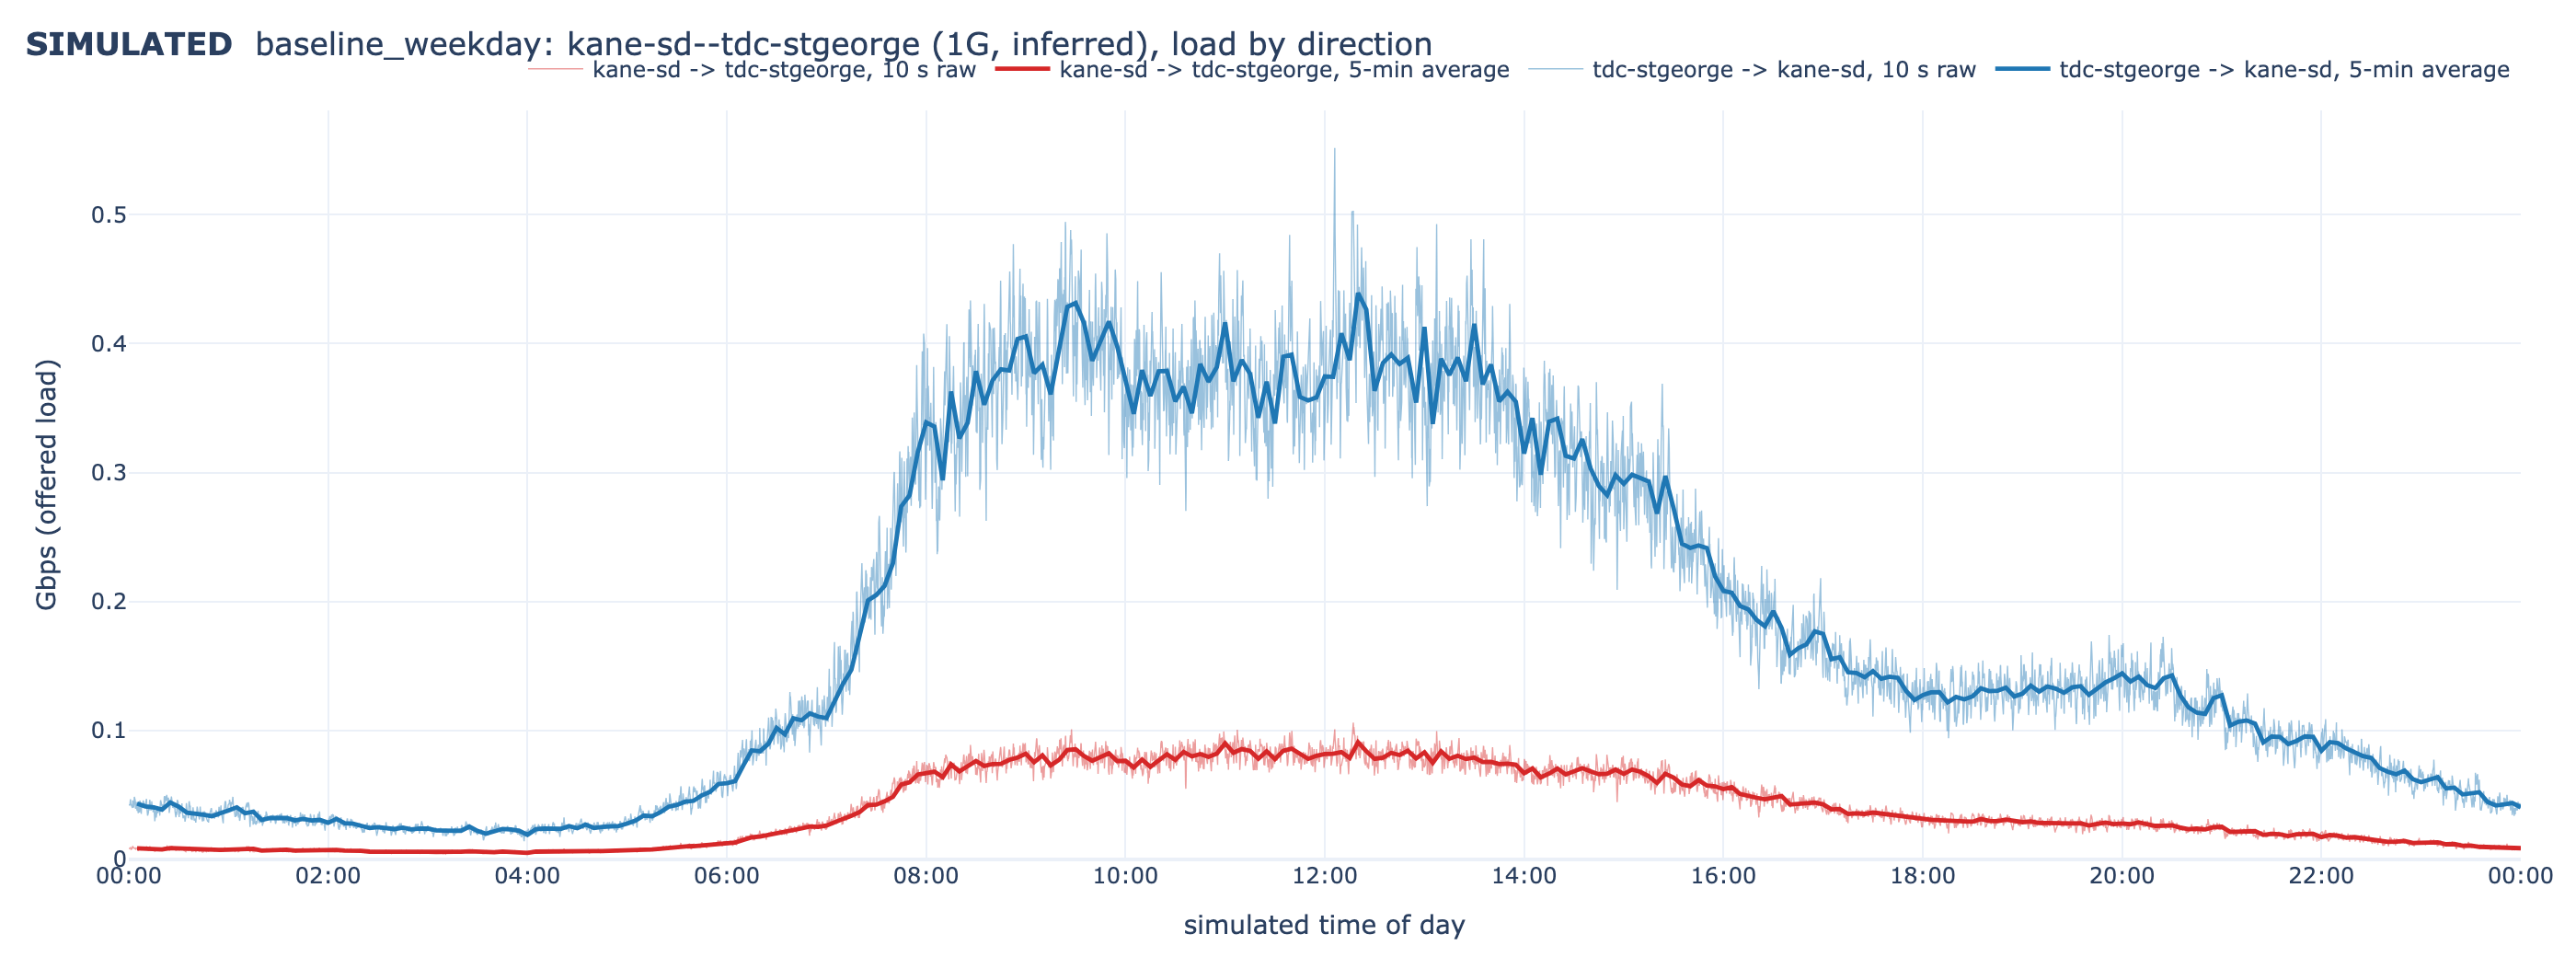 SIMULATED baseline_weekday: kane-sd--tdc-stgeorge (1G, inferred), load by direction
kane-sd -> tdc-stgeorge, 10 s raw kane-sd -> tdc-stgeorge, 5-min average tdc-stgeorge -> kane-sd, 10 s raw tdc-stgeorge -> kane-sd, 5-min average
Gbps (offered load)
0.5
0.4
0.3
0.2
0.1
0
00:00 02:00 04:00 06:00 08:00 10:00 12:00 14:00 16:00 18:00 20:00 22:00 00:00
simulated time of day